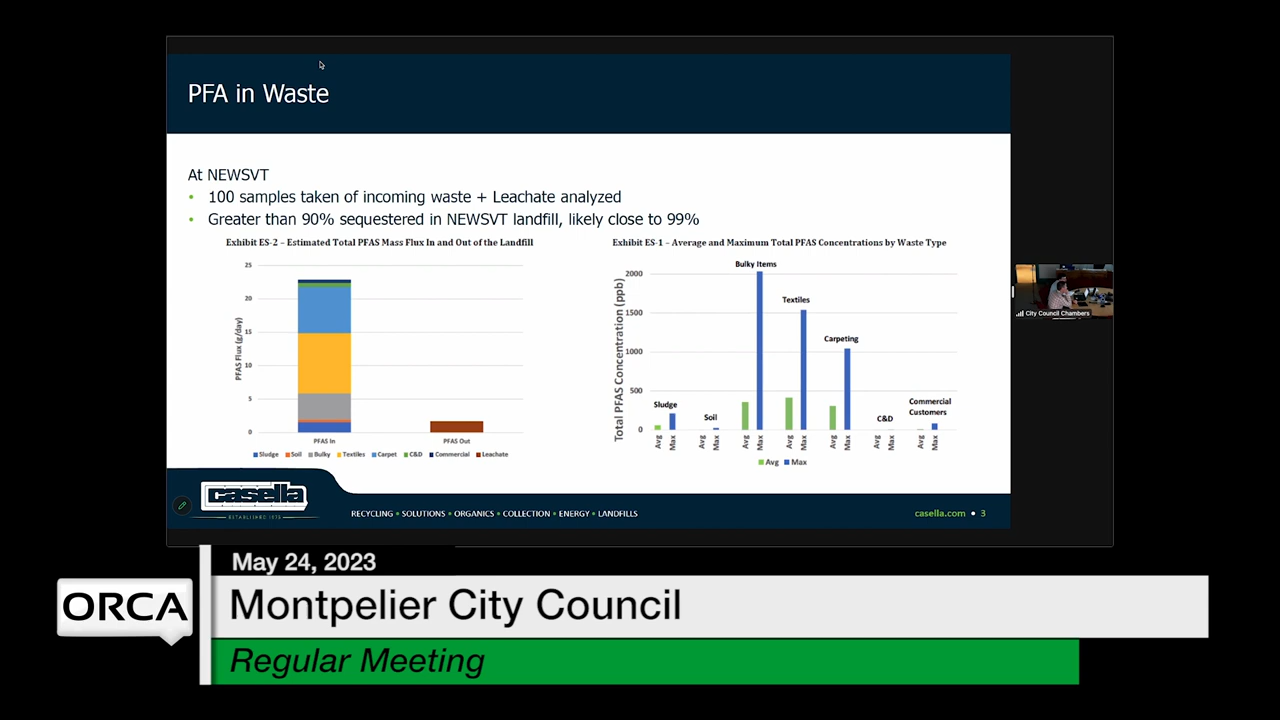 PFA in Waste
At NEWSVT
• 100 samples taken of incoming waste + Leachate analyzed
• Greater than 90% sequestered in NEWSVT landfill, likely close to 99%
Exhibit ES-2 – Estimated Total PFAS Mass Flux In and Out of the Landfill
PFAS Flux (g/day)
25
20
15
10
5
0
PFAS In
PFAS Out
Sludge Soil Bulky Textiles Carpet C&D Commercial Leachate
Exhibit ES-1 – Average and Maximum Total PFAS Concentrations by Waste Type
Total PFAS Concentration (ppb)
2000
1500
1000
500
0
Sludge
Soil
Bulky Items
Textiles
Carpeting
C&D
Commercial
Customers
Avg Max Avg Max Avg Max Avg Max Avg Max Avg Max Avg Max
Avg Max
City Council Chambers
casella
ESTABLISHED 1975
RECYCLING • SOLUTIONS • ORGANICS • COLLECTION • ENERGY • LANDFILLS
casella.com • 3
May 24, 2023
ORCA
Montpelier City Council
Regular Meeting